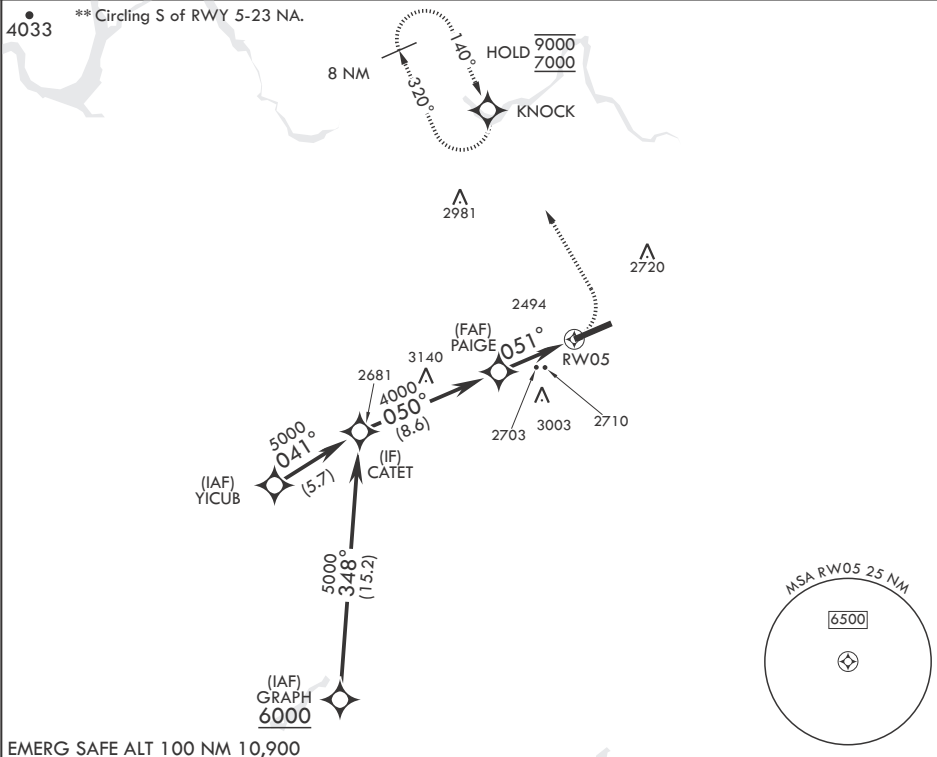 4033
** Circling S of RWY 5-23 NA.
8 NM
140°
320°
HOLD 9000
7000
KNOCK
2981
2720
2494
(FAF)
PAIGE
051°
RW05
3140
2681
4000
050°
(8.6)
2703
3003
2710
5000
041°
(5.7)
(IF)
CATET
(IAF)
YICUB
5000
348°
(15.2)
MSA RW05 25 NM
6500
(IAF)
GRAPH
6000
EMERG SAFE ALT 100 NM 10,900